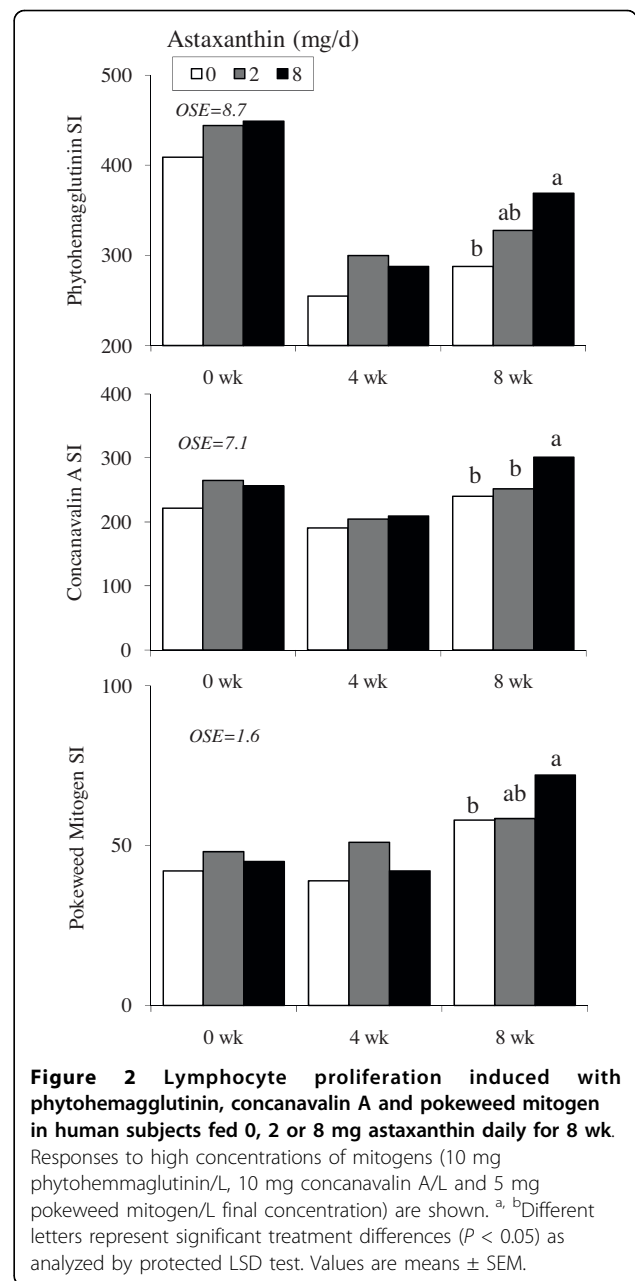 Astaxanthin (mg/d)
0 2 8
500
OSE=8.7
400
300
200
Phytohemagglutinin SI
a
ab
b
0 wk 4 wk 8 wk
400
OSE=7.1
300
200
100
0
Concanavalin A SI
a
b b
0 wk 4 wk 8 wk
100
OSE=1.6
50
0
Pokeweed Mitogen SI
a
b ab
0 wk 4 wk 8 wk
Figure 2 Lymphocyte proliferation induced with
phytohemagglutinin, concanavalin A and pokeweed mitogen
in human subjects fed 0, 2 or 8 mg astaxanthin daily for 8 wk.
Responses to high concentrations of mitogens (10 mg
phytohemmaglutinin/L, 10 mg concanavalin A/L and 5 mg
pokeweed mitogen/L final concentration) are shown. a, bDifferent
letters represent significant treatment differences (P < 0.05) as
analyzed by protected LSD test. Values are means ± SEM.